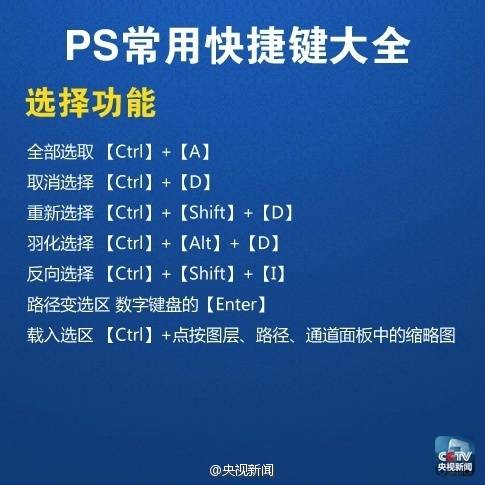 PS常用快捷键大全
选择功能
全部选取 【Ctrl】+【A】
取消选择 【Ctrl】+【D】
重新选择 【Ctrl】+【Shift】+【D】
羽化选择 【Ctrl】+【Alt】+【D】
反向选择 【Ctrl】+【Shift】+【I】
路径变选区 数字键盘的【Enter】
载入选区 【Ctrl】+点按图层、路径、通道面板中的缩略图
CCTV
央视新闻
@央视新闻